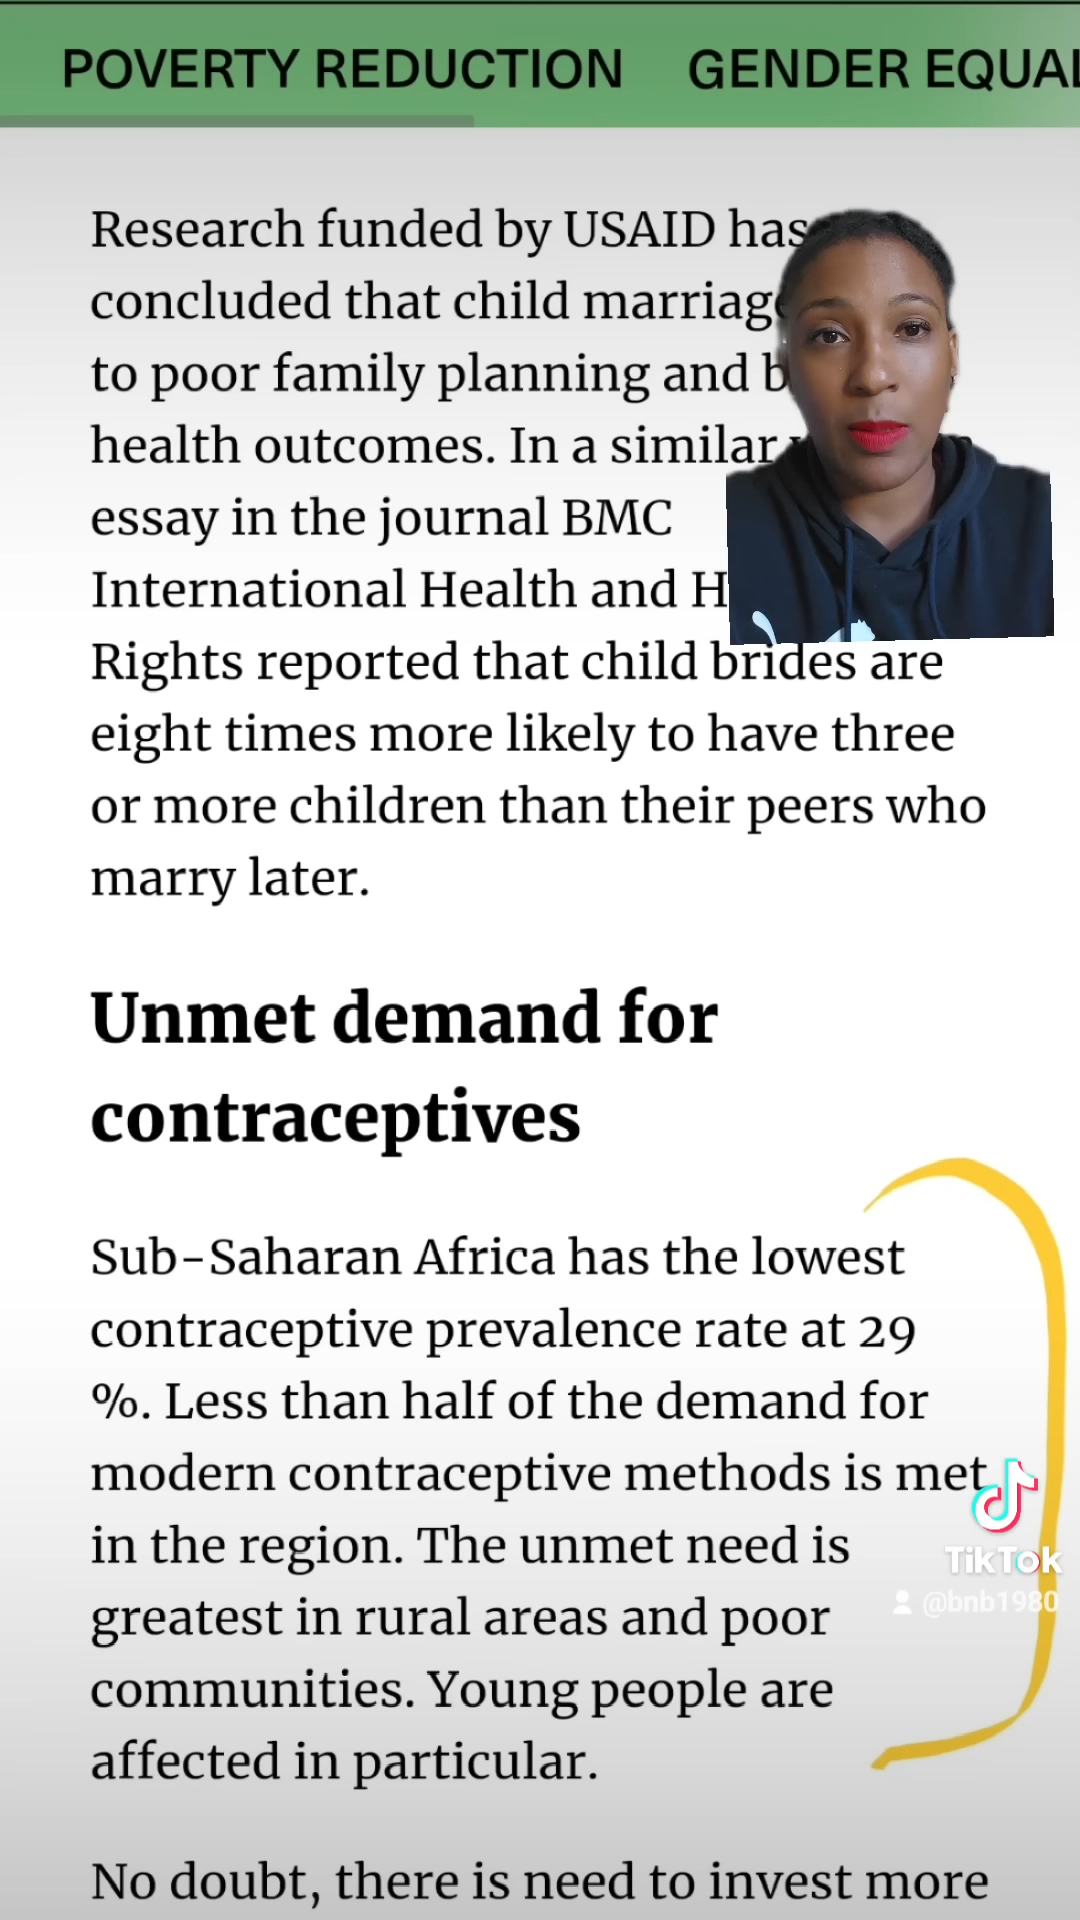 POVERTY REDUCTION GENDER EQUAL
Research funded by USAID has
concluded that child marriage
to poor family planning and
health outcomes. In a similar
essay in the journal BMC
International Health and
Rights reported that child brides are
eight times more likely to have three
or more children than their peers who
marry later.
Unmet demand for
contraceptives
Sub-Saharan Africa has the lowest
contraceptive prevalence rate at 29
%. Less than half of the demand for
modern contraceptive methods is met
in the region. The unmet need is
greatest in rural areas and poor
communities. Young people are
affected in particular.
No doubt, there is need to invest more
TikTok
@bnb1980